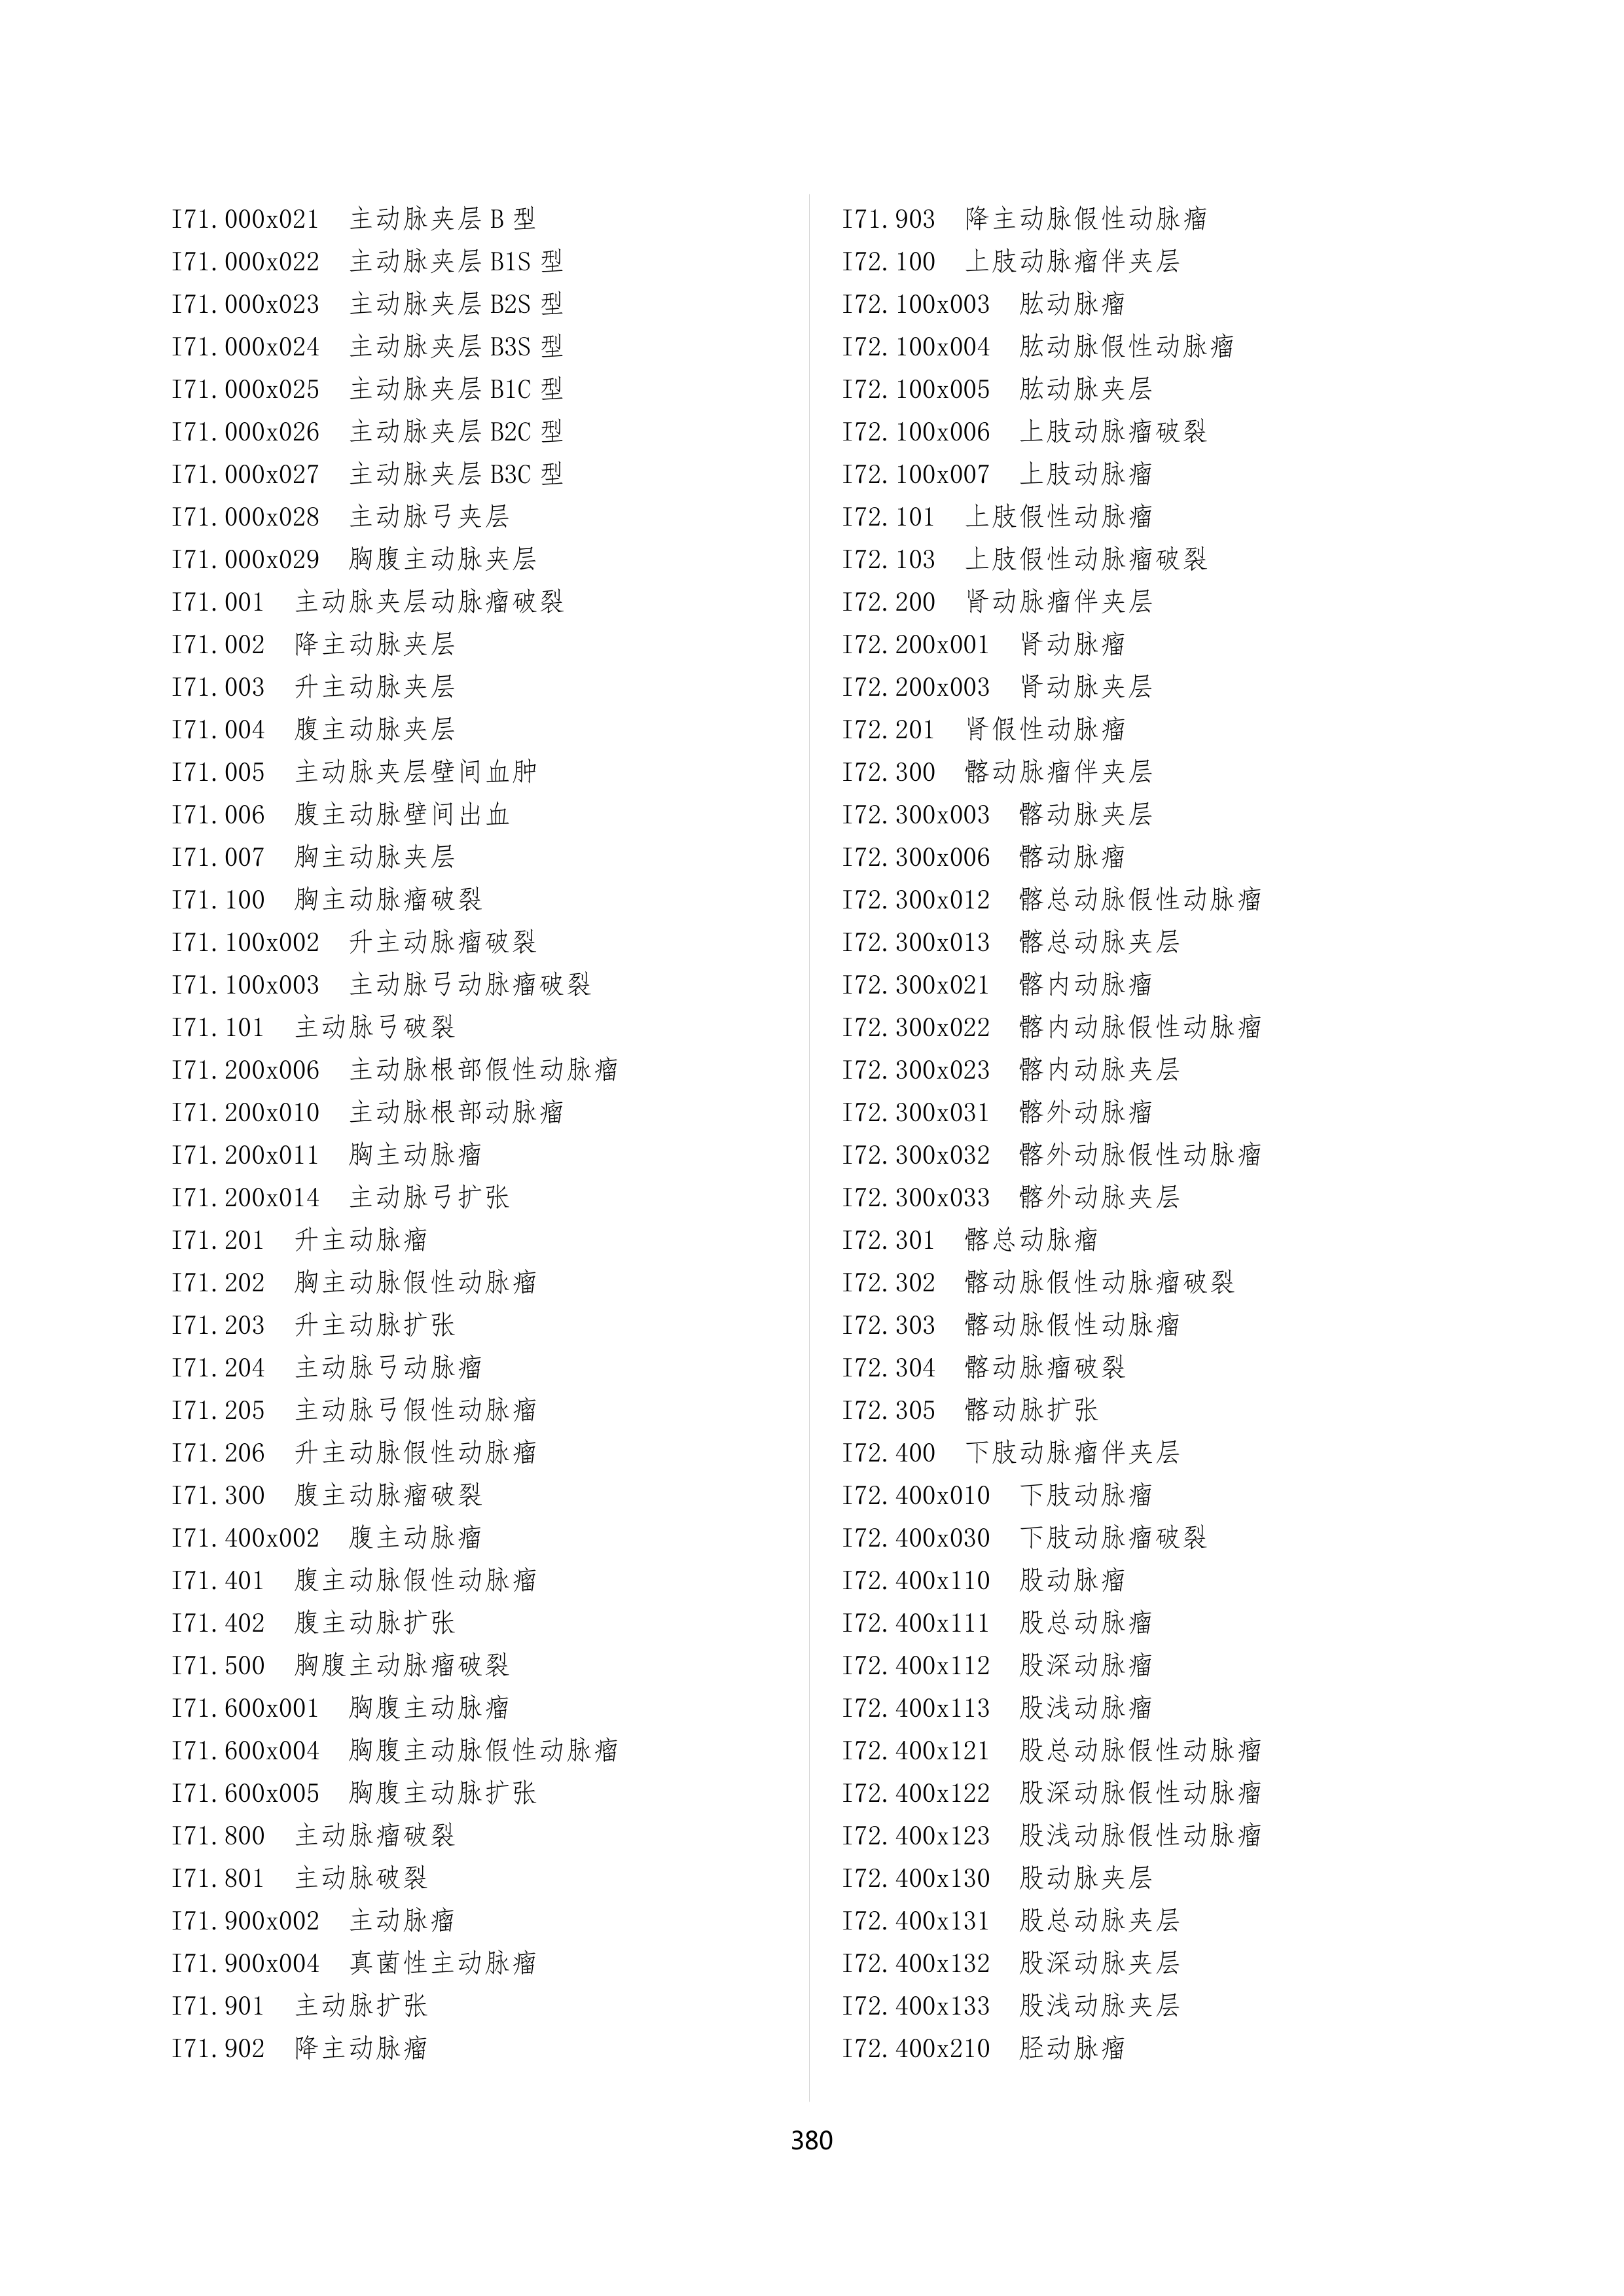 I71.000x021 主动脉夹层 B 型
I71.000x022 主动脉夹层 B1S 型
I71.000x023 主动脉夹层 B2S 型
I71.000x024 主动脉夹层 B3S 型
I71.000x025 主动脉夹层 B1C 型
I71.000x026 主动脉夹层 B2C 型
I71.000x027 主动脉夹层 B3C 型
I71.000x028 主动脉弓夹层
I71.000x029 胸腹主动脉夹层
I71.001 主动脉夹层动脉瘤破裂
I71.002 降主动脉夹层
I71.003 升主动脉夹层
I71.004 腹主动脉夹层
I71.005 主动脉夹层壁间血肿
I71.006 腹主动脉壁间出血
I71.007 胸主动脉夹层
I71.100 胸主动脉瘤破裂
I71.100x002 升主动脉瘤破裂
I71.100x003 主动脉弓动脉瘤破裂
I71.101 主动脉弓破裂
I71.200x006 主动脉根部假性动脉瘤
I71.200x010 主动脉根部动脉瘤
I71.200x011 胸主动脉瘤
I71.200x014 主动脉弓扩张
I71.201 升主动脉瘤
I71.202 胸主动脉假性动脉瘤
I71.203 升主动脉扩张
I71.204 主动脉弓动脉瘤
I71.205 主动脉弓假性动脉瘤
I71.206 升主动脉假性动脉瘤
I71.300 腹主动脉瘤破裂
I71.400x002 腹主动脉瘤
I71.401 腹主动脉假性动脉瘤
I71.402 腹主动脉扩张
I71.500 胸腹主动脉瘤破裂
I71.600x001 胸腹主动脉瘤
I71.600x004 胸腹主动脉假性动脉瘤
I71.600x005 胸腹主动脉扩张
I71.800 主动脉瘤破裂
I71.801 主动脉破裂
I71.900x002 主动脉瘤
I71.900x004 真菌性主动脉瘤
I71.901 主动脉扩张
I71.902 降主动脉瘤
I71.903 降主动脉假性动脉瘤
I72.100 上肢动脉瘤伴夹层
I72.100x003 肱动脉瘤
I72.100x004 肱动脉假性动脉瘤
I72.100x005 肱动脉夹层
I72.100x006 上肢动脉瘤破裂
I72.100x007 上肢动脉瘤
I72.101 上肢假性动脉瘤
I72.103 上肢假性动脉瘤破裂
I72.200 肾动脉瘤伴夹层
I72.200x001 肾动脉瘤
I72.200x003 肾动脉夹层
I72.201 肾假性动脉瘤
I72.300 髂动脉瘤伴夹层
I72.300x003 髂动脉夹层
I72.300x006 髂动脉瘤
I72.300x012 髂总动脉假性动脉瘤
I72.300x013 髂总动脉夹层
I72.300x021 髂内动脉瘤
I72.300x022 髂内动脉假性动脉瘤
I72.300x023 髂内动脉夹层
I72.300x031 髂外动脉瘤
I72.300x032 髂外动脉假性动脉瘤
I72.300x033 髂外动脉夹层
I72.301 髂总动脉瘤
I72.302 髂动脉假性动脉瘤破裂
I72.303 髂动脉假性动脉瘤
I72.304 髂动脉瘤破裂
I72.305 髂动脉扩张
I72.400 下肢动脉瘤伴夹层
I72.400x010 下肢动脉瘤
I72.400x030 下肢动脉瘤破裂
I72.400x110 股动脉瘤
I72.400x111 股总动脉瘤
I72.400x112 股深动脉瘤
I72.400x113 股浅动脉瘤
I72.400x121 股总动脉假性动脉瘤
I72.400x122 股深动脉假性动脉瘤
I72.400x123 股浅动脉假性动脉瘤
I72.400x130 股动脉夹层
I72.400x131 股总动脉夹层
I72.400x132 股深动脉夹层
I72.400x133 股浅动脉夹层
I72.400x210 胫动脉瘤
380